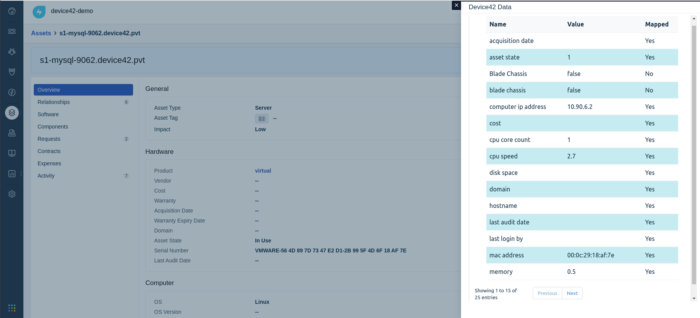 device42-demo
Assets > s1-mysql-9062.device42.pvt
s1-mysql-9062.device42.pvt
Overview
Relationships
Software
Components
Requests
Contracts
Expenses
Activity
General
Asset Type Server
Asset Tag --
Impact Low
Hardware
Product virtual
Vendor --
Cost --
Warranty --
Acquisition Date --
Warranty Expiry Date --
Domain --
Asset State In Use
Serial Number VMWARE-56 4D 89 7D 73 47 E2 D1-2B 99 5F 4D 6F 18 AF 7E
Last Audit Date --
Computer
OS Linux
OS Version --
Device42 Data
Name Value Mapped
acquisition date Yes
asset state 1 Yes
Blade Chassis false No
blade chassis false No
computer ip address 10.90.6.2 Yes
cost Yes
cpu core count 1 Yes
cpu speed 2.7 Yes
disk space Yes
domain Yes
hostname Yes
last audit date Yes
last login by Yes
mac address 00:0c:29:18:af:7e Yes
memory 0.5 Yes
Showing 1 to 15 of
25 entries
Previous Next